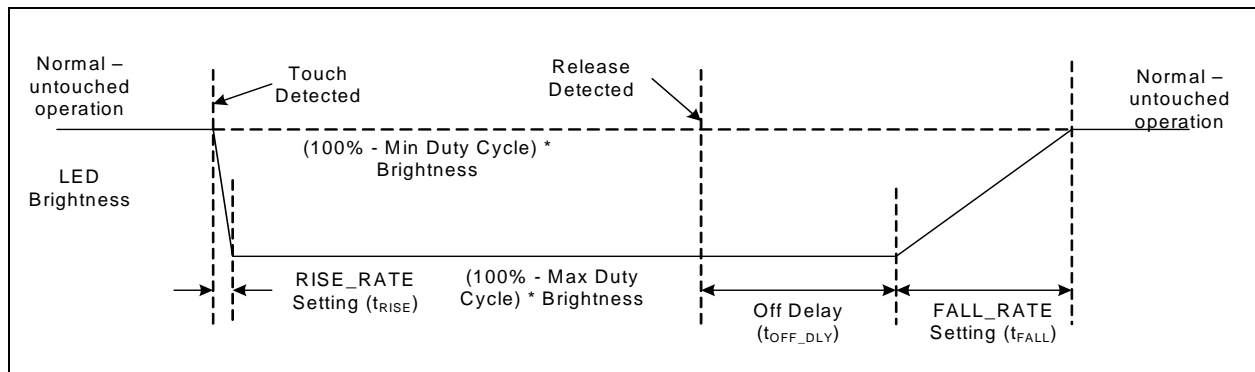 Normal –
untouched
operation
Touch
Detected
Release
Detected
Normal –
untouched
operation
(100% - Min Duty Cycle) *
Brightness
LED
Brightness
RISE_RATE
Setting (tRISE)
(100% - Max Duty
Cycle) * Brightness
Off Delay
(tOFF_DLY)
FALL_RATE
Setting (tFALL)